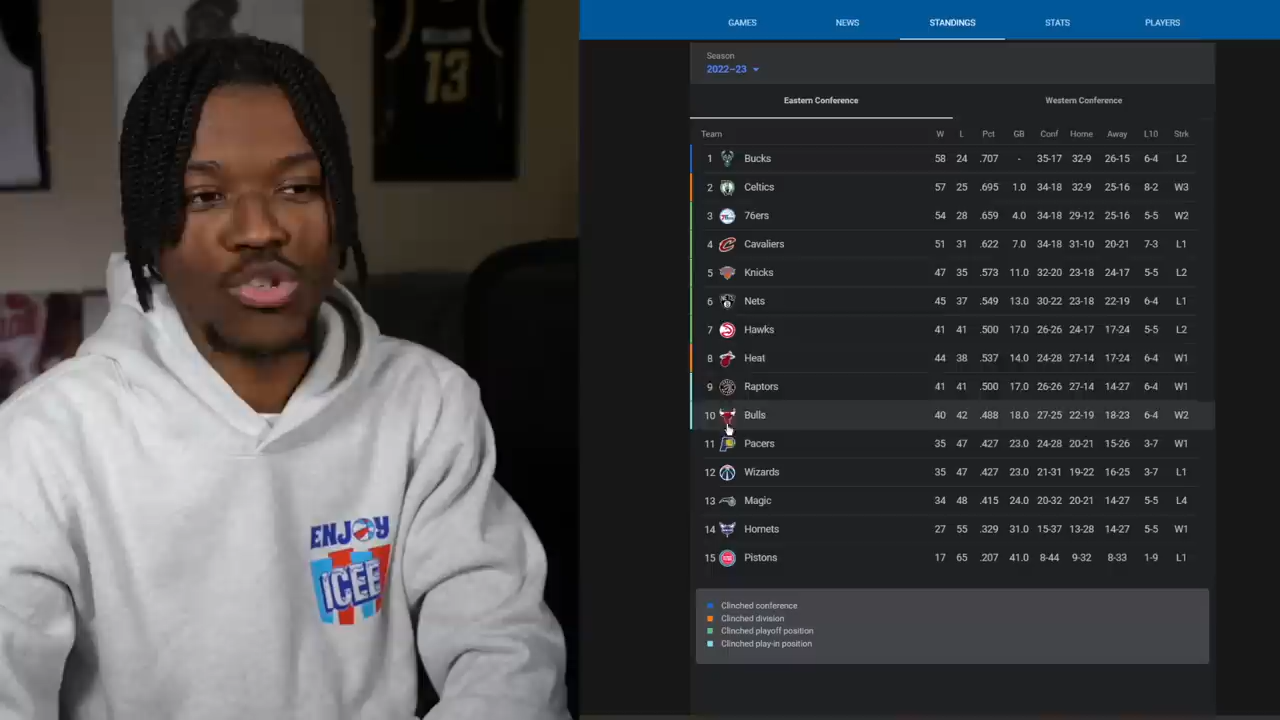 13
ENJOY
ICEE
GAMES NEWS STANDINGS STATS PLAYERS
Season
2022–23
Eastern Conference Western Conference
Team W L Pct GB Conf Home Away L10 Strk
1 Bucks 58 24 .707 - 35-17 32-9 26-15 6-4 L2
2 Celtics 57 25 .695 1.0 34-18 32-9 25-16 8-2 W3
3 76ers 54 28 .659 4.0 34-18 29-12 25-16 5-5 W2
4 Cavaliers 51 31 .622 7.0 34-18 31-10 20-21 7-3 L1
5 Knicks 47 35 .573 11.0 32-20 23-18 24-17 5-5 L2
6 Nets 45 37 .549 13.0 30-22 23-18 22-19 6-4 L1
7 Hawks 41 41 .500 17.0 26-26 24-17 17-24 5-5 L2
8 Heat 44 38 .537 14.0 24-28 27-14 17-24 6-4 W1
9 Raptors 41 41 .500 17.0 26-26 27-14 14-27 6-4 W1
10 Bulls 40 42 .488 18.0 27-25 22-19 18-23 6-4 W2
11 Pacers 35 47 .427 23.0 24-28 20-21 15-26 3-7 W1
12 Wizards 35 47 .427 23.0 21-31 19-22 16-25 3-7 L1
13 Magic 34 48 .415 24.0 20-32 20-21 14-27 5-5 L4
14 Hornets 27 55 .329 31.0 15-37 13-28 14-27 5-5 W1
15 Pistons 17 65 .207 41.0 8-44 9-32 8-33 1-9 L1
Clinched conference
Clinched division
Clinched playoff position
Clinched play-in position